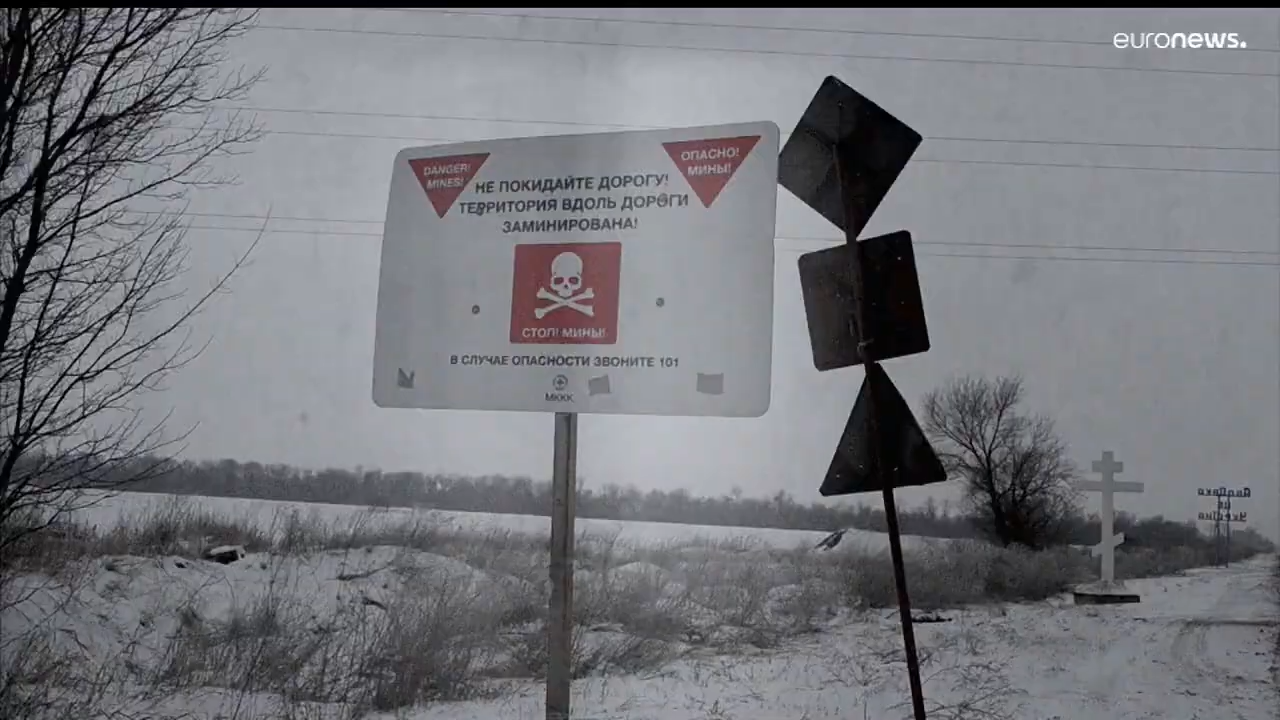 euronews.
DANGER!
MINES!
ОПАСНО!
МИНЫ!
НЕ ПОКИДАЙТЕ ДОРОГУ!
ТЕРРИТОРИЯ ВДОЛЬ ДОРОГИ
ЗАМИНИРОВАНА!
СТОП! МИНЫ!
В СЛУЧАЕ ОПАСНОСТИ ЗВОНИТЕ 101
МККК